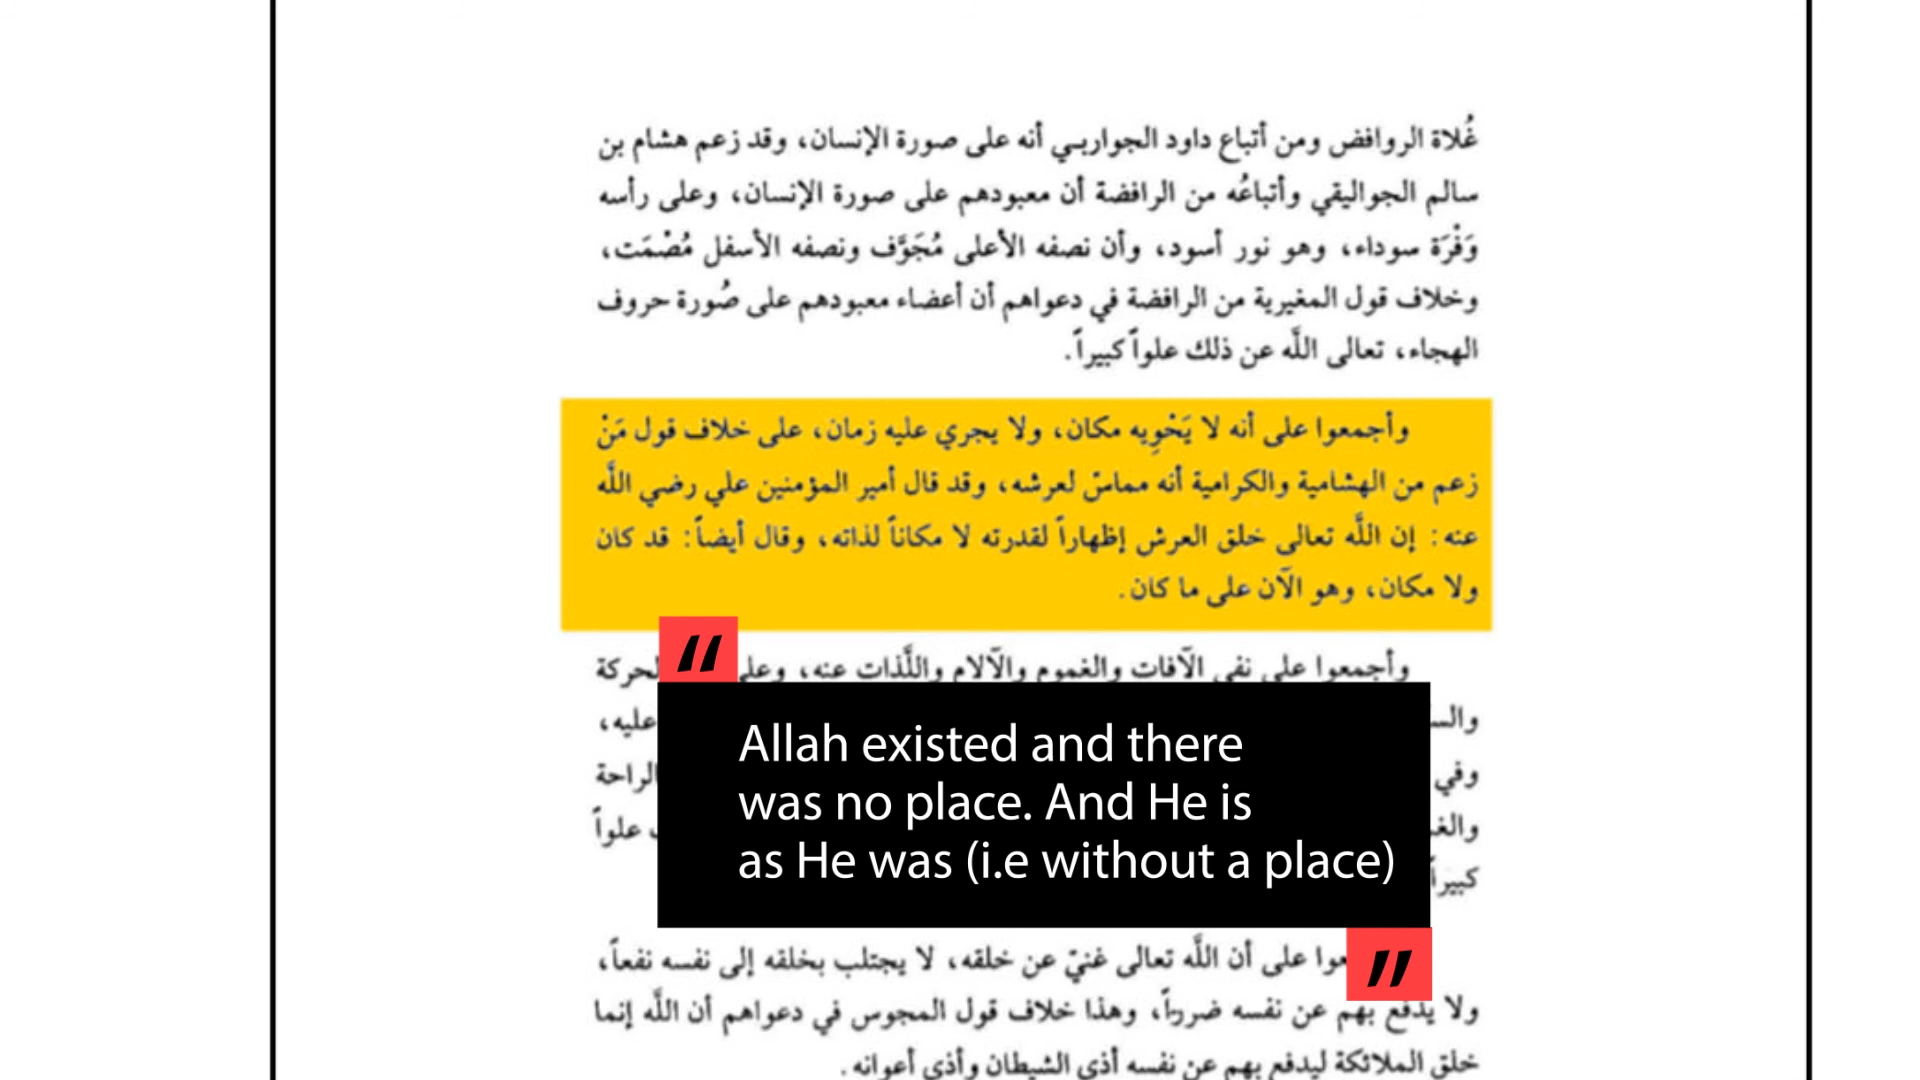 غُلاة الروافض ومن أتباع داود الجواربي أنه على صورة الإنسان، وقد زعم هشام بن
سالم الجواليقي وأتباعُه من الرافضة أن معبودهم على صورة الإنسان، وعلى رأسه
وَفْرَة سوداء، وهو نور أسود، وأن نصفه الأعلى مُجَوَّف ونصفه الأسفل مُصْمَت،
وخلاف قول المغيرية من الرافضة في دعواهم أن أعضاء معبودهم على صُورة حروف
الهجاء، تعالى اللَّه عن ذلك علواً كبيراً.
وأجمعوا على أنه لا يَحْوِيه مكان، ولا يجري عليه زمان، على خلاف قول مَنْ
زعم من الهشامية والكرامية أنه مماسّ لعرشه، وقد قال أمير المؤمنين علي رضي اللَّه
عنه: إن اللَّه تعالى خلق العرش إظهاراً لقدرته لا مكاناً لذاته، وقال أيضاً: قد كان
ولا مكان، وهو الآن على ما كان.
وأجمعوا على نفي الآفات والغموم والآلام واللَّذات عنه، وعلى لحركة
عليه،
وفي الراحة
علواً
كبيراً
“
Allah existed and there
was no place. And He is
as He was (i.e without a place)
”
على أن اللَّه تعالى غنيّ عن خلقه، لا يجتلب بخلقه إلى نفسه نفعاً،
ولا يدفع بهم عن نفسه ضرراً، وهذا خلاف قول المجوس في دعواهم أن اللَّه إنما
خلق الملائكة ليدفع بهم عن نفسه أذى الشيطان وأذى أعوانه.